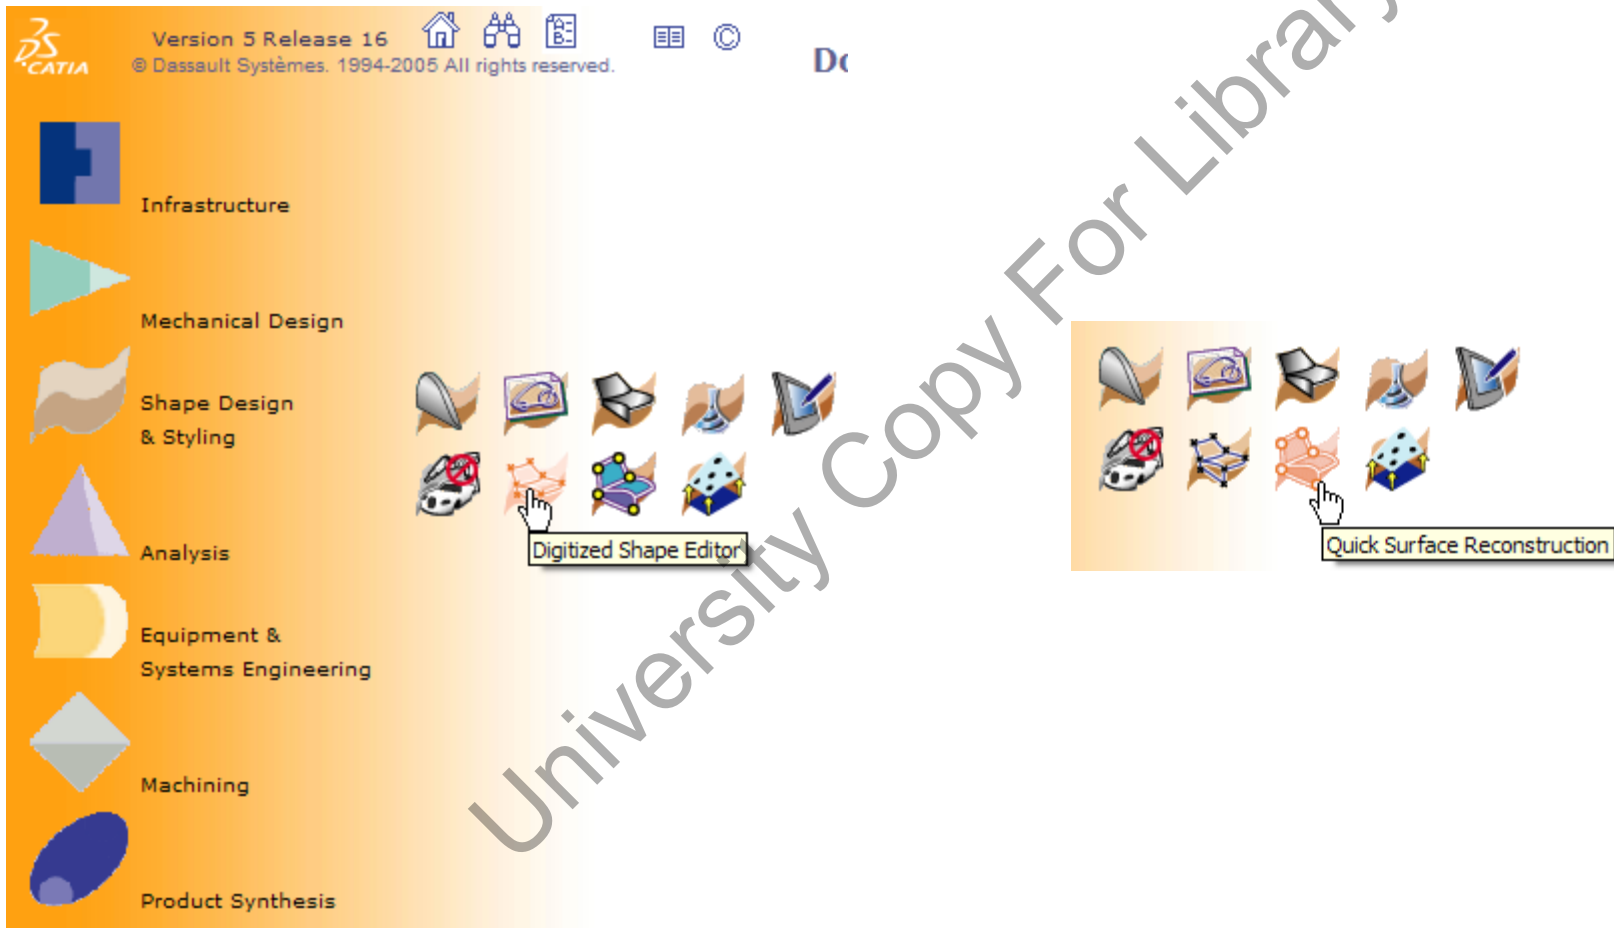 Version 5 Release 16
© Dassault Systèmes. 1994-2005 All rights reserved.
DS
CATIA
Infrastructure
Mechanical Design
Shape Design
& Styling
Digitized Shape Editor
Quick Surface Reconstruction
Analysis
Equipment &
Systems Engineering
Machining
Product Synthesis
University Copy For Library